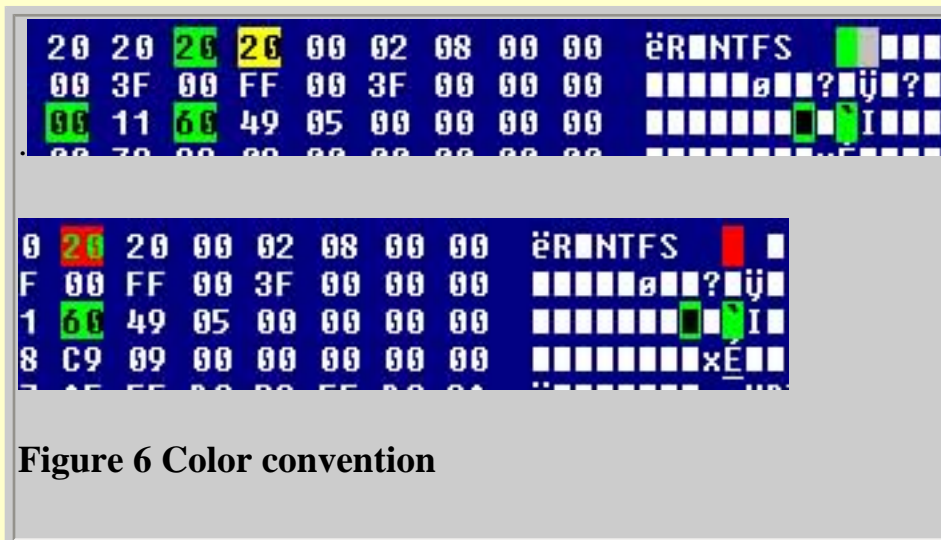 20 20 20 20 00 02 08 00 00 ëR■NTFS ■■■
00 3F 00 FF 00 3F 00 00 00 ■■■■■ø■■?■ÿ■?■
00 11 60 49 05 00 00 00 00 ■■■■■■■■■`I■■■
0 20 20 00 02 08 00 00 ëR■NTFS ■
F 00 FF 00 3F 00 00 00 ■■■■■ø■■?■ÿ■
1 60 49 05 00 00 00 00 ■■■■■■■■■`I■
8 C9 09 00 00 00 00 00 ■■■■■■■■xÉ■■
Figure 6 Color convention